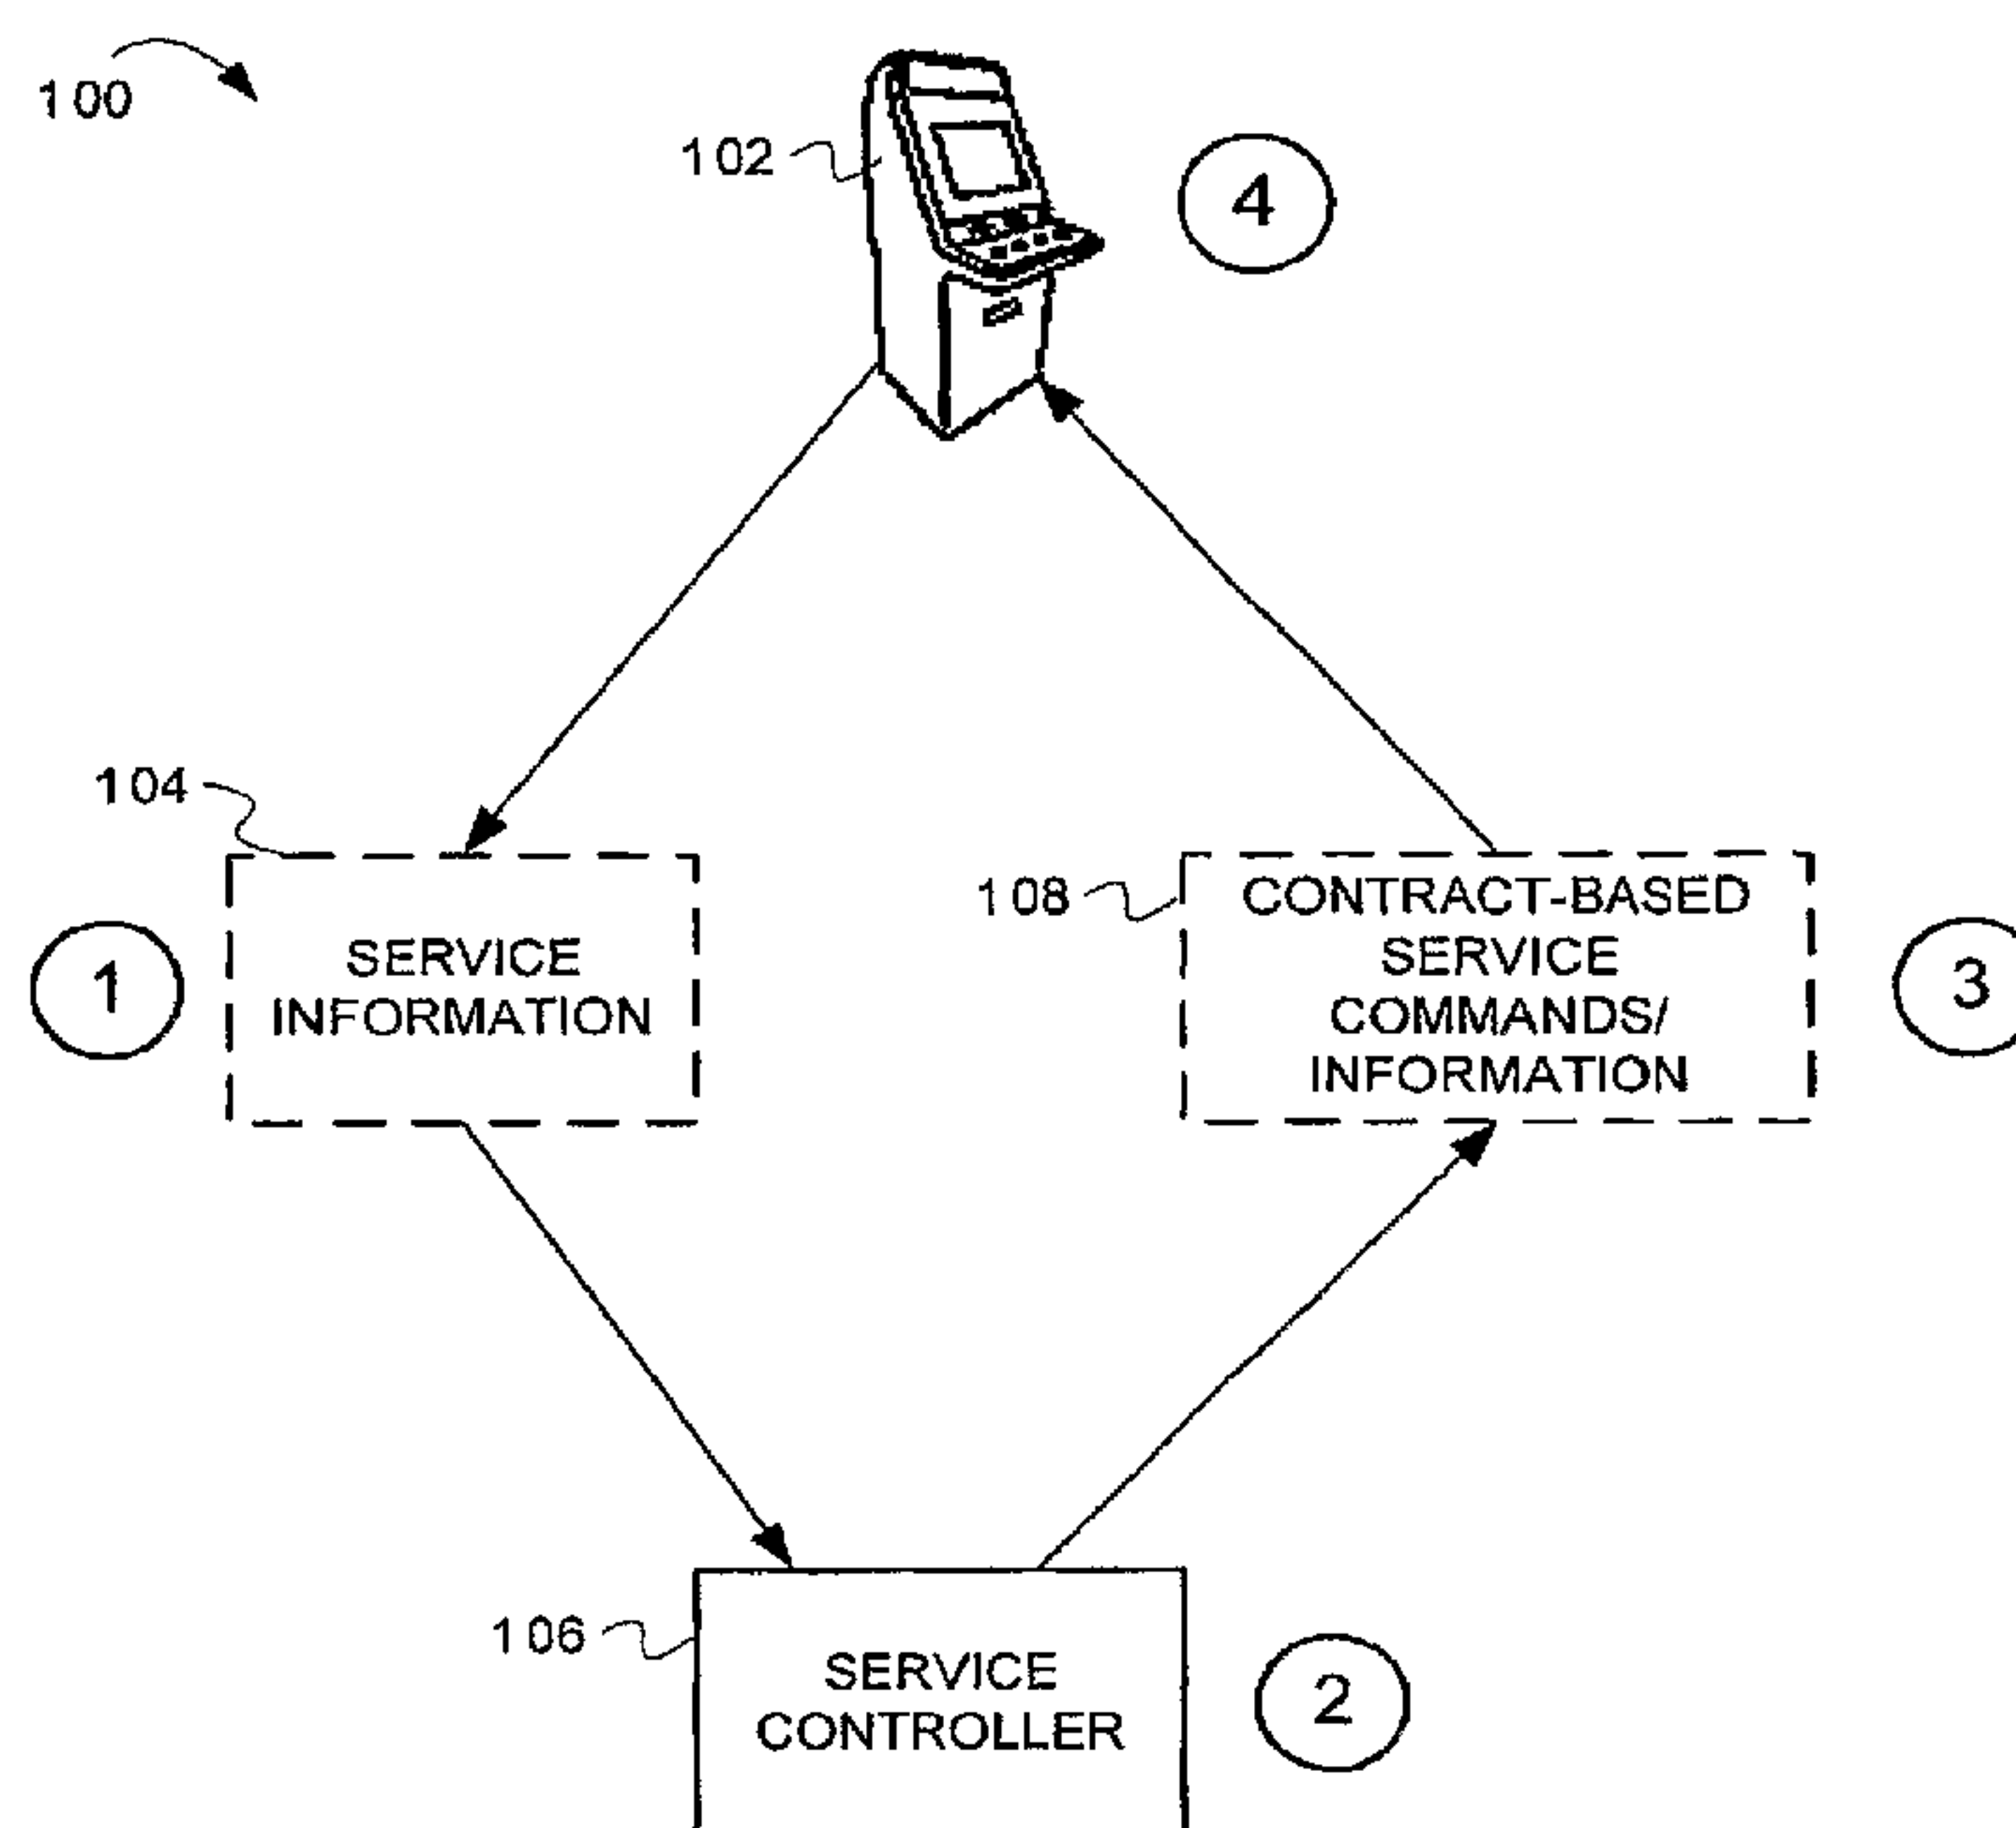 100
102
4
104
108
CONTRACT-BASED
SERVICE
COMMANDS/
INFORMATION
3
1
SERVICE
INFORMATION
106
SERVICE
CONTROLLER
2